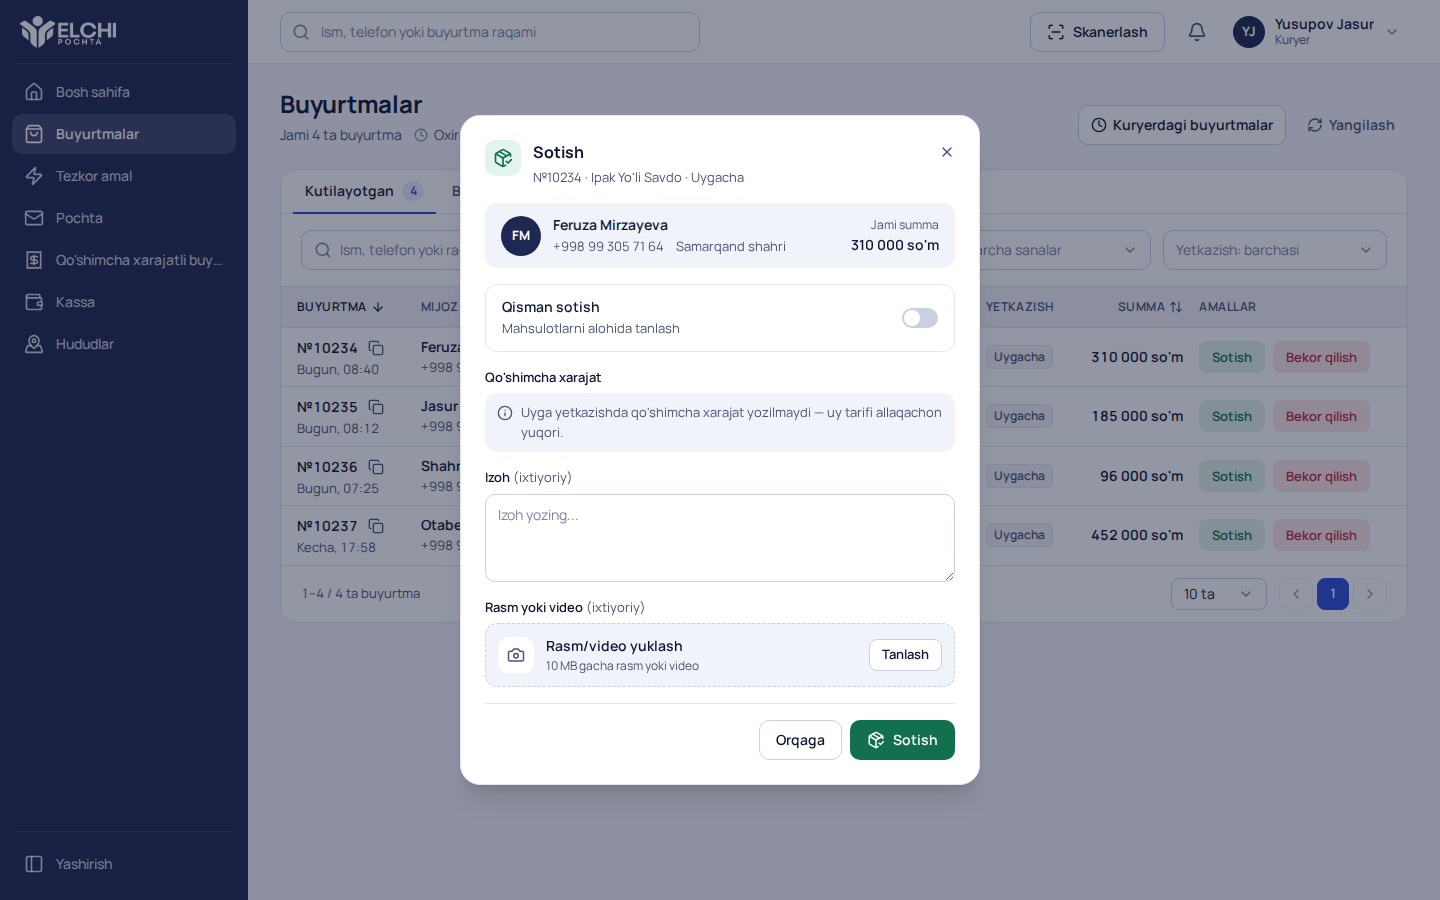 ELCHI
POCHTA
Bosh sahifa
Buyurtmalar
Tezkor amal
Pochta
Qo'shimcha xarajatli buy...
Kassa
Hududlar
Yashirish
Ism, telefon yoki buyurtma raqami
Skanerlash
YJ
Yusupov Jasur
Kuryer
Buyurtmalar
Jami 4 ta buyurtma
Kuryerdagi buyurtmalar
Yangilash
Kutilayotgan 4
Ism, telefon yoki
Yetkazish: barchasi
BUYURTMA MIJOZ YETKAZISH SUMMA AMALLAR
№10234 Uygacha 310 000 so'm Sotish Bekor qilish
Bugun, 08:40 +998
№10235 Jasur Uygacha 185 000 so'm Sotish Bekor qilish
Bugun, 08:12 +998
№10236 Uygacha 96 000 so'm Sotish Bekor qilish
Bugun, 07:25 +998
№10237 Uygacha 452 000 so'm Sotish Bekor qilish
Kecha, 17:58 +998
1–4 / 4 ta buyurtma 10 ta 1
Sotish
№10234 · Ipak Yo'li Savdo · Uygacha
FM
Feruza Mirzayeva
+998 99 305 71 64 Samarqand shahri
Jami summa
310 000 so'm
Qisman sotish
Mahsulotlarni alohida tanlash
Qo'shimcha xarajat
Uyga yetkazishda qo'shimcha xarajat yozilmaydi — uy tarifi allaqachon
yuqori.
Izoh (ixtiyoriy)
Izoh yozing...
Rasm yoki video (ixtiyoriy)
Rasm/video yuklash
10 MB gacha rasm yoki video
Tanlash
Orqaga
Sotish